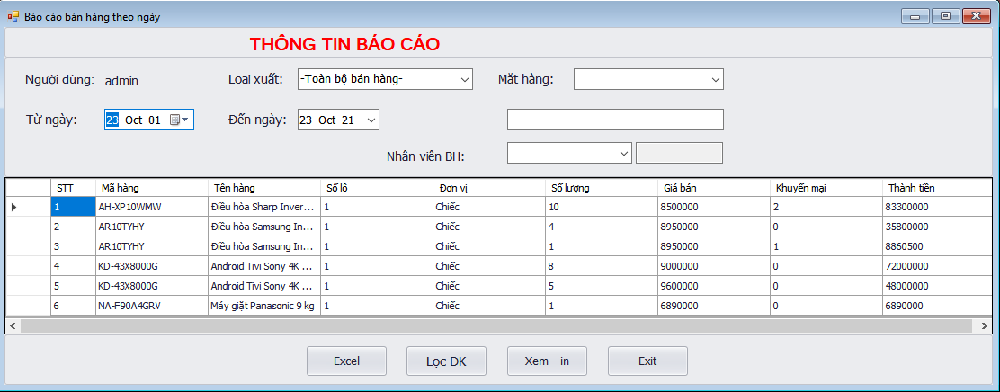 Báo cáo bán hàng theo ngày
THÔNG TIN BÁO CÁO
Người dùng: admin Loại xuất: -Toàn bộ bán hàng- Mặt hàng:
Từ ngày: 23-Oct-01 Đến ngày: 23-Oct-21
Nhân viên BH:
STT Mã hàng Tên hàng Số lô Đơn vị Số lượng Giá bán Khuyến mại Thành tiền
1 AH-XP10WMW Điều hòa Sharp Inver... 1 Chiếc 10 8500000 2 83300000
2 AR10TYHY Điều hòa Samsung In... 1 Chiếc 4 8950000 0 35800000
3 AR10TYHY Điều hòa Samsung In... 1 Chiếc 1 8950000 1 8860500
4 KD-43X8000G Android Tivi Sony 4K ... 1 Chiếc 8 9000000 0 72000000
5 KD-43X8000G Android Tivi Sony 4K ... 1 Chiếc 5 9600000 0 48000000
6 NA-F90A4GRV Máy giặt Panasonic 9 kg 1 Chiếc 1 6890000 0 6890000
Excel Lọc ĐK Xem - in Exit